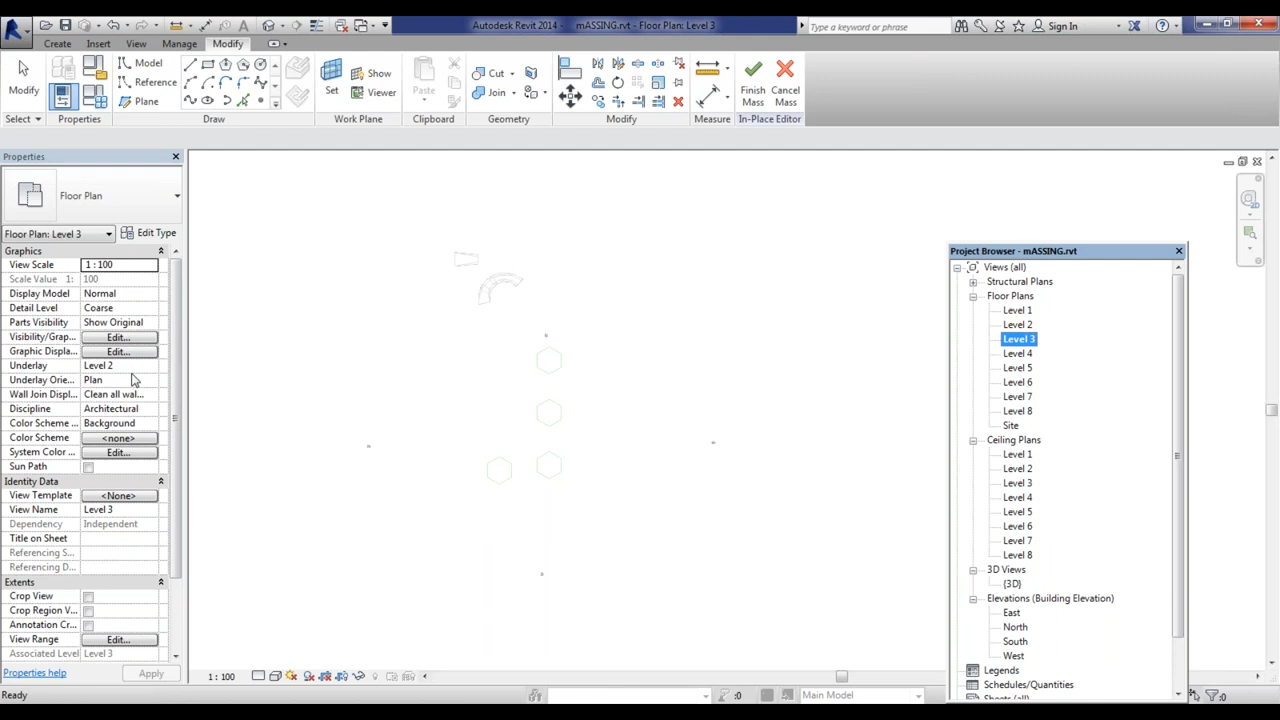 Autodesk Revit 2014 - mASSING.rvt - Floor Plan: Level 3
Type a keyword or phrase
Sign In
Create Insert View Manage Modify
Modify
Select
Properties
Model
Reference
Plane
Draw
Set
Show
Viewer
Work Plane
Paste
Clipboard
Cut
Join
Geometry
Modify
Measure
Finish Mass
Cancel Mass
In-Place Editor
Properties
Floor Plan
Floor Plan: Level 3 Edit Type
Graphics
View Scale 1 : 100
Scale Value 1: 100
Display Model Normal
Detail Level Coarse
Parts Visibility Show Original
Visibility/Grap... Edit...
Graphic Displa... Edit...
Underlay Level 2
Underlay Orie... Plan
Wall Join Displ... Clean all wal...
Discipline Architectural
Color Scheme ... Background
Color Scheme <none>
System Color ... Edit...
Sun Path
Identity Data
View Template <None>
View Name Level 3
Dependency Independent
Title on Sheet
Referencing S...
Referencing D...
Extents
Crop View
Crop Region V...
Annotation Cr...
View Range Edit...
Associated Level Level 3
Properties help Apply
Project Browser - mASSING.rvt
Views (all)
Structural Plans
Floor Plans
Level 1
Level 2
Level 3
Level 4
Level 5
Level 6
Level 7
Level 8
Site
Ceiling Plans
Level 1
Level 2
Level 3
Level 4
Level 5
Level 6
Level 7
Level 8
3D Views
{3D}
Elevations (Building Elevation)
East
North
South
West
Legends
Schedules/Quantities
Sheets (all)
1 : 100
Ready
:0
Main Model
:0